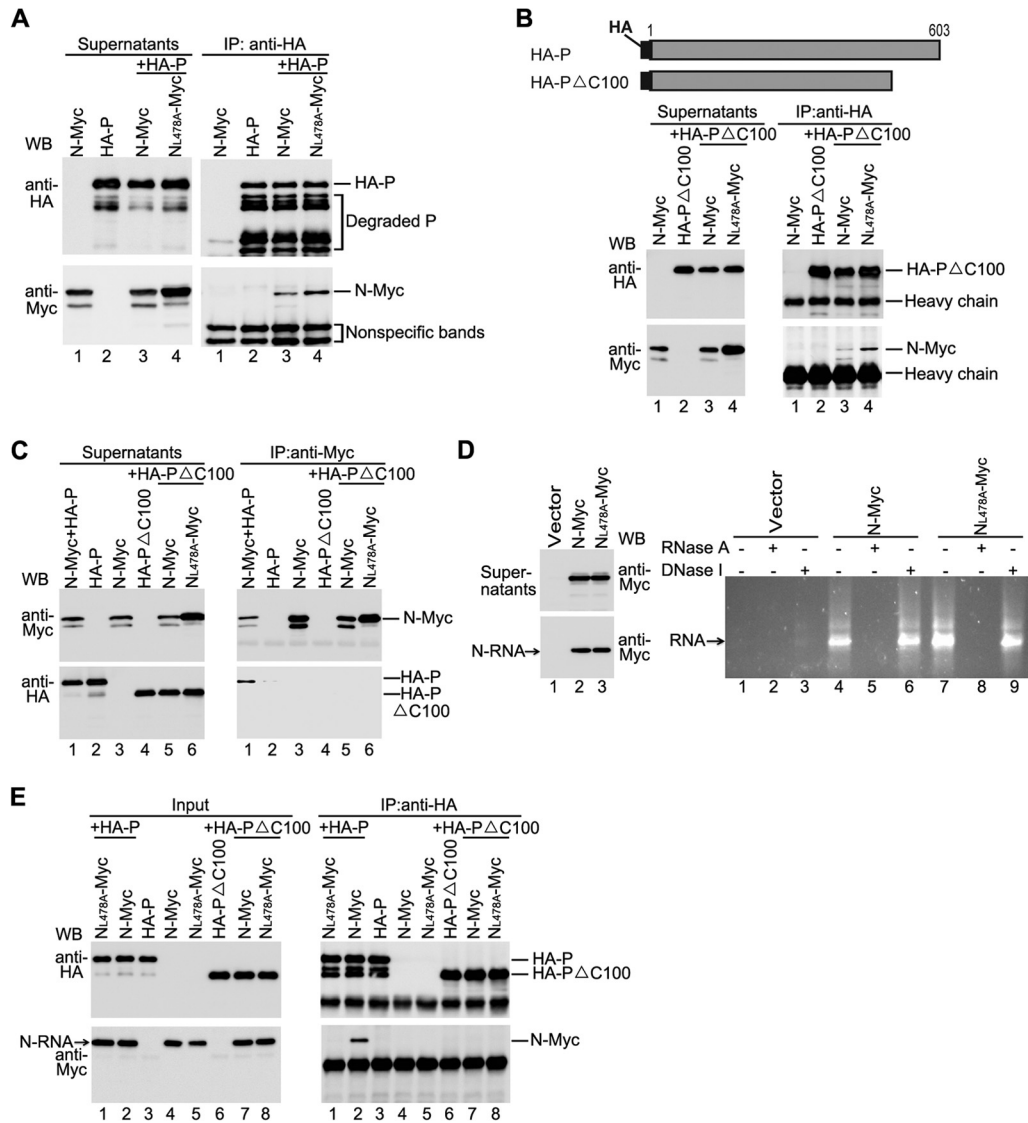 A
Supernatants
IP: anti-HA
+HA-P
+HA-P
WB
N-Myc
HA-P
N-Myc
NL478A-Myc
N-Myc
HA-P
N-Myc
NL478A-Myc
anti-
HA
HA-P
Degraded P
anti-
Myc
N-Myc
Nonspecific bands
1 2 3 4
1 2 3 4
B
HA
1
603
HA-P
HA-P△C100
Supernatants
IP:anti-HA
+HA-P△C100
+HA-P△C100
WB
N-Myc
HA-P△C100
N-Myc
NL478A-Myc
N-Myc
HA-P△C100
N-Myc
NL478A-Myc
anti-
HA
HA-P△C100
Heavy chain
anti-
Myc
N-Myc
Heavy chain
1 2 3 4
1 2 3 4
C
Supernatants
IP:anti-Myc
+HA-P△C100
+HA-P△C100
WB
N-Myc+HA-P
HA-P
N-Myc
HA-P△C100
N-Myc
NL478A-Myc
N-Myc+HA-P
HA-P
N-Myc
HA-P△C100
N-Myc
NL478A-Myc
anti-
Myc
N-Myc
anti-
HA
HA-P
HA-P
△C100
1 2 3 4 5 6
1 2 3 4 5 6
D
Vector
N-Myc
NL478A-Myc
WB
Super-
natants
anti-
Myc
N-RNA→
anti-
Myc
1 2 3
Vector
N-Myc
NL478A-Myc
RNase A - + - - + - - + -
DNase I - - + - - + - - +
RNA→
1 2 3 4 5 6 7 8 9
E
Input
IP:anti-HA
+HA-P
+HA-P△C100
+HA-P
+HA-P△C100
WB
NL478A-Myc
N-Myc
HA-P
N-Myc
NL478A-Myc
HA-P△C100
N-Myc
NL478A-Myc
NL478A-Myc
N-Myc
HA-P
N-Myc
NL478A-Myc
HA-P△C100
N-Myc
NL478A-Myc
anti-
HA
HA-P
HA-P△C100
N-RNA→
anti-
Myc
N-Myc
1 2 3 4 5 6 7 8
1 2 3 4 5 6 7 8